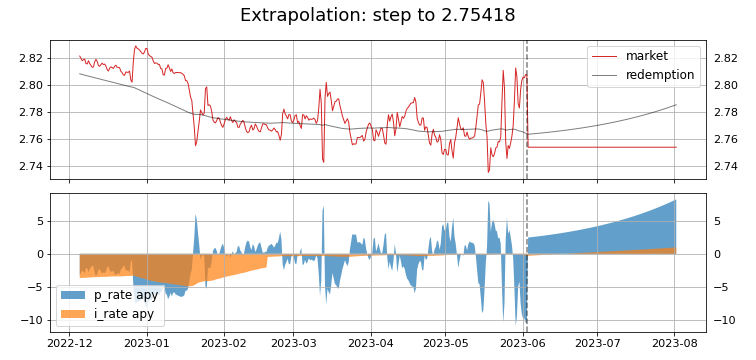 Extrapolation: step to 2.75418
2.82 2.82
2.80 2.80
2.78 2.78
2.76 2.76
2.74 2.74
market
redemption
5 5
0 0
−5 −5
−10 −10
p_rate apy
i_rate apy
2022-12 2023-01 2023-02 2023-03 2023-04 2023-05 2023-06 2023-07 2023-08